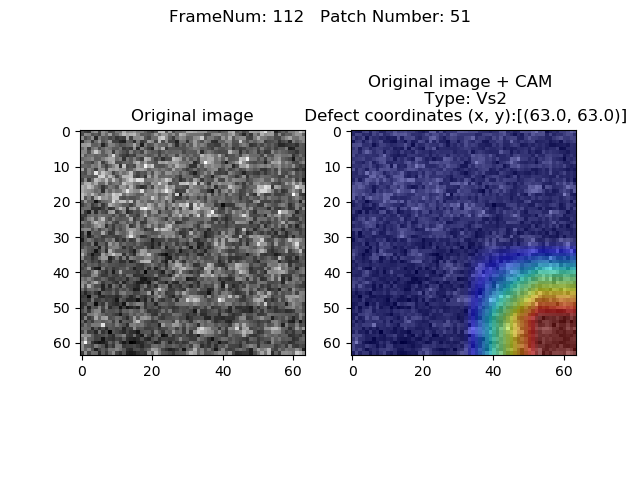 FrameNum: 112   Patch Number: 51
Original image
Original image + CAM
Type: Vs2
Defect coordinates (x, y):[(63.0, 63.0)]
0
10
20
30
40
50
60
0 20 40 60
0
10
20
30
40
50
60
0 20 40 60